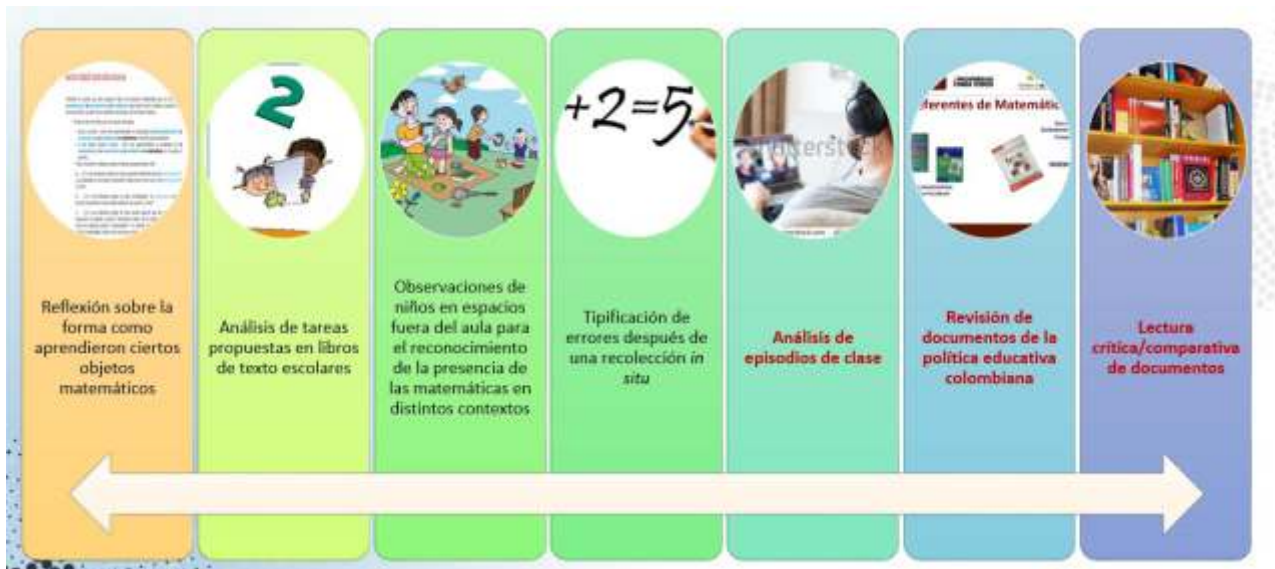 2
+2=5
shutterstock
ferentes de Matemátic
Reflexión sobre la
forma como
aprendieron ciertos
objetos
matemáticos
Análisis de tareas
propuestas en libros
de texto escolares
Observaciones de
niños en espacios
fuera del aula para
el reconocimiento
de la presencia de
las matemáticas en
distintos contextos
Tipificación de
errores después de
una recolección in
situ
Análisis de
episodios de clase
Revisión de
documentos de la
política educativa
colombiana
Lectura
crítica/comparativa
de documentos